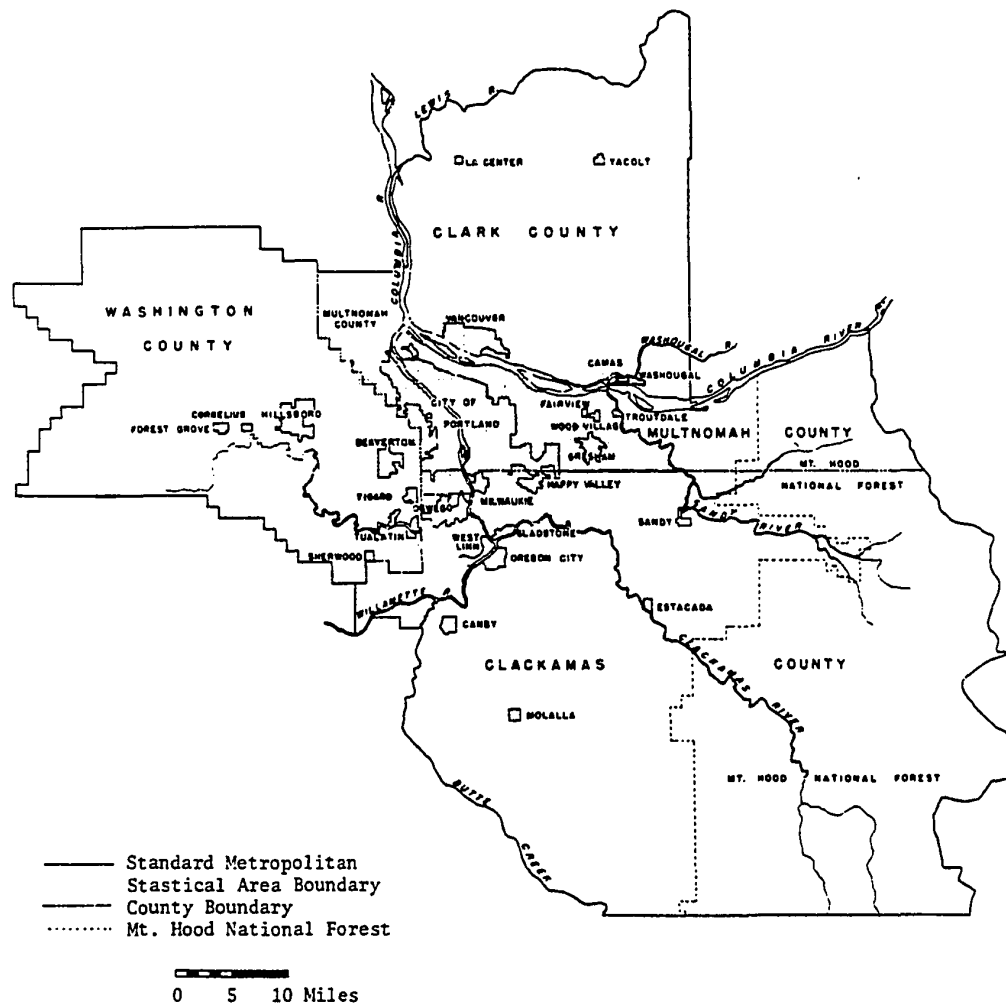 LEWIS R
LA CENTER
YACOLT
CLARK COUNTY
COLUMBIA R
WASHINGTON
COUNTY
MULTNOMAH
COUNTY
VANCOUVER
WASHOUGAL R
CAMAS
WASHOUGAL
COLUMBIA RIVER
CITY OF
PORTLAND
FAIRVIEW
WOOD VILLAGE
TROUTDALE
CORNELIUS
HILLSBORO
FOREST GROVE
BEAVERTON
GRESHAM
MULTNOMAH COUNTY
MT. HOOD
NATIONAL FOREST
HAPPY VALLEY
MILWAUKIE
TIGARD
OSWEGO
SANDY
SANDY RIVER
TUALATIN
WEST
LINN
GLADSTONE
R
SHERWOOD
OREGON CITY
WILLAMETTE R
ESTACADA
CANBY
CLACKAMAS COUNTY
CLACKAMAS RIVER
MOLALLA
MT. HOOD NATIONAL FOREST
BUTTE
CREEK
Standard Metropolitan
Stastical Area Boundary
County Boundary
Mt. Hood National Forest
0 5 10 Miles